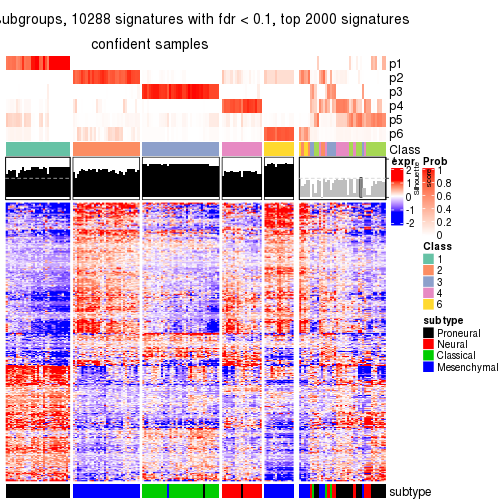 subgroups, 10288 signatures with fdr < 0.1, top 2000 signatures
confident samples
p1
p2
p3
p4
p5
p6
Class
expr
2
1
0
-1
-2
Silhouette
score
Prob
1
0.8
0.6
0.4
0.2
0
Class
1
2
3
4
6
subtype
Proneural
Neural
Classical
Mesenchymal
subtype